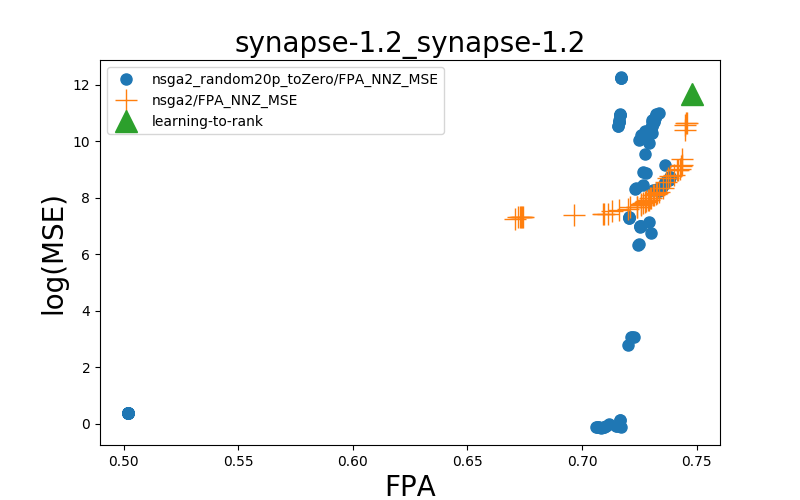 synapse-1.2_synapse-1.2
nsga2_random20p_toZero/FPA_NNZ_MSE
nsga2/FPA_NNZ_MSE
learning-to-rank
log(MSE)
12
10
8
6
4
2
0
0.50 0.55 0.60 0.65 0.70 0.75
FPA